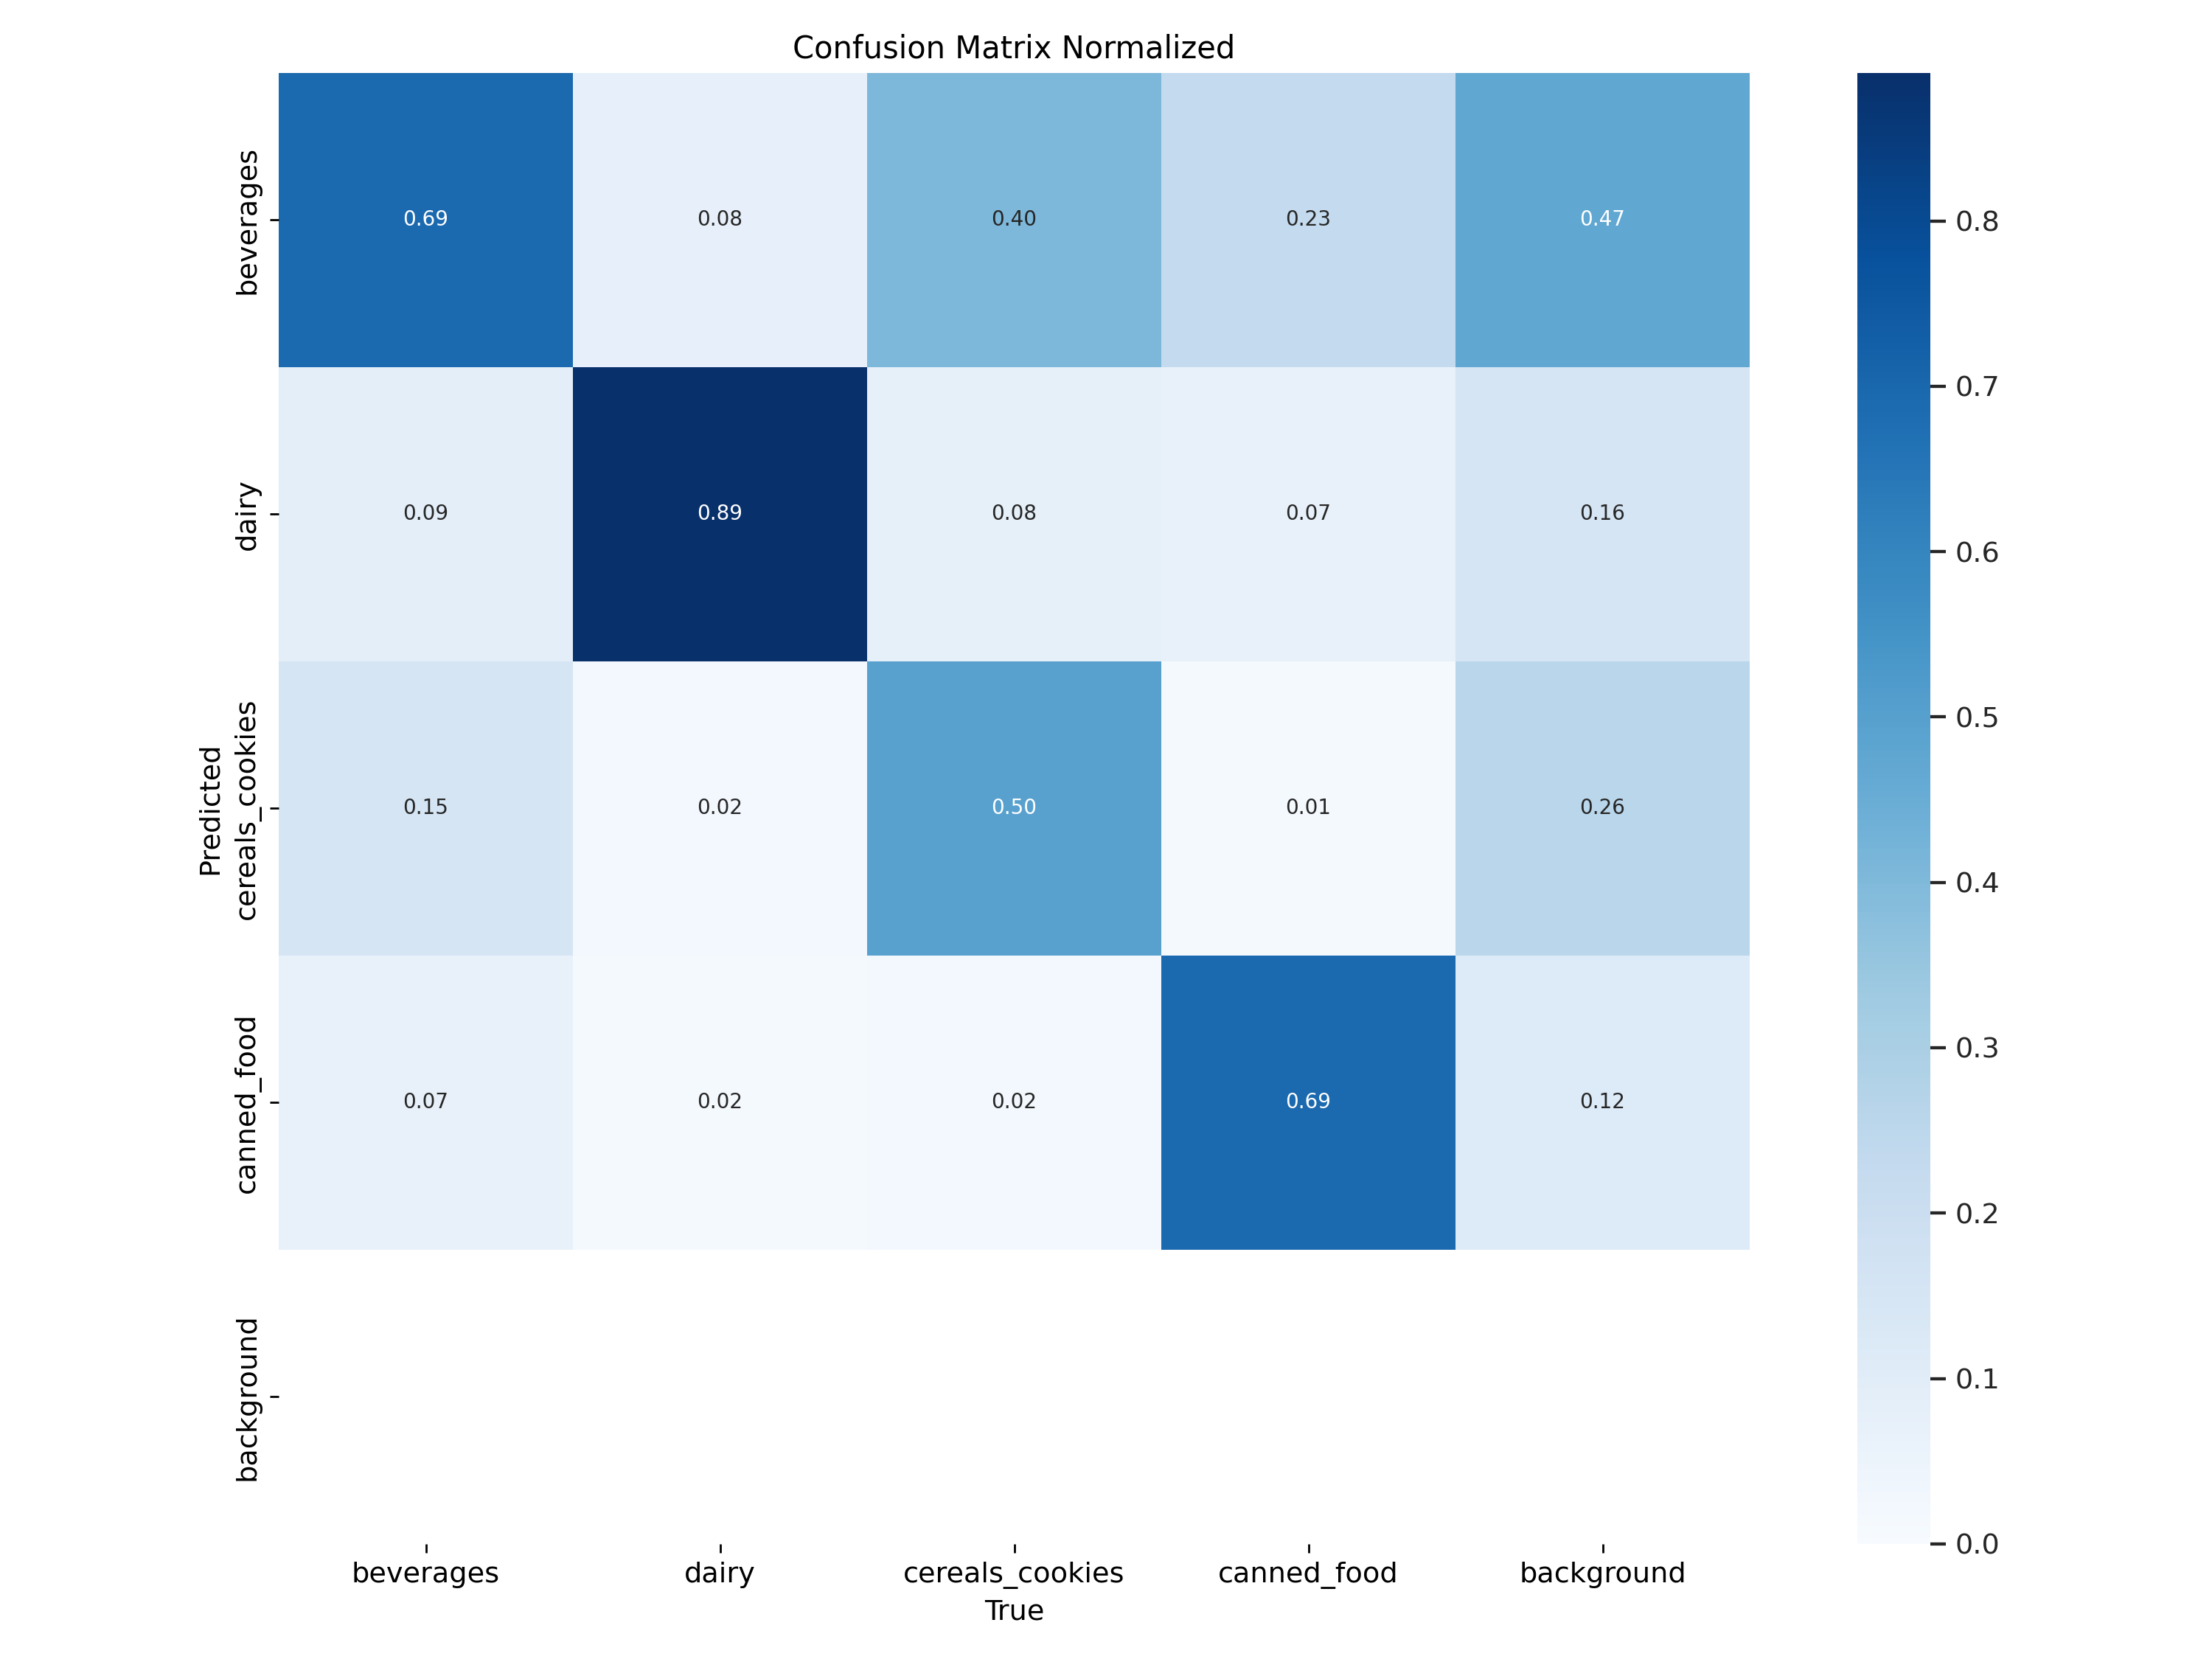 Confusion Matrix Normalized
beverages
0.69 0.08 0.40 0.23 0.47
dairy
0.09 0.89 0.08 0.07 0.16
Predicted
cereals_cookies
0.15 0.02 0.50 0.01 0.26
canned_food
0.07 0.02 0.02 0.69 0.12
background
beverages dairy cereals_cookies canned_food background
True
0.8
0.7
0.6
0.5
0.4
0.3
0.2
0.1
0.0